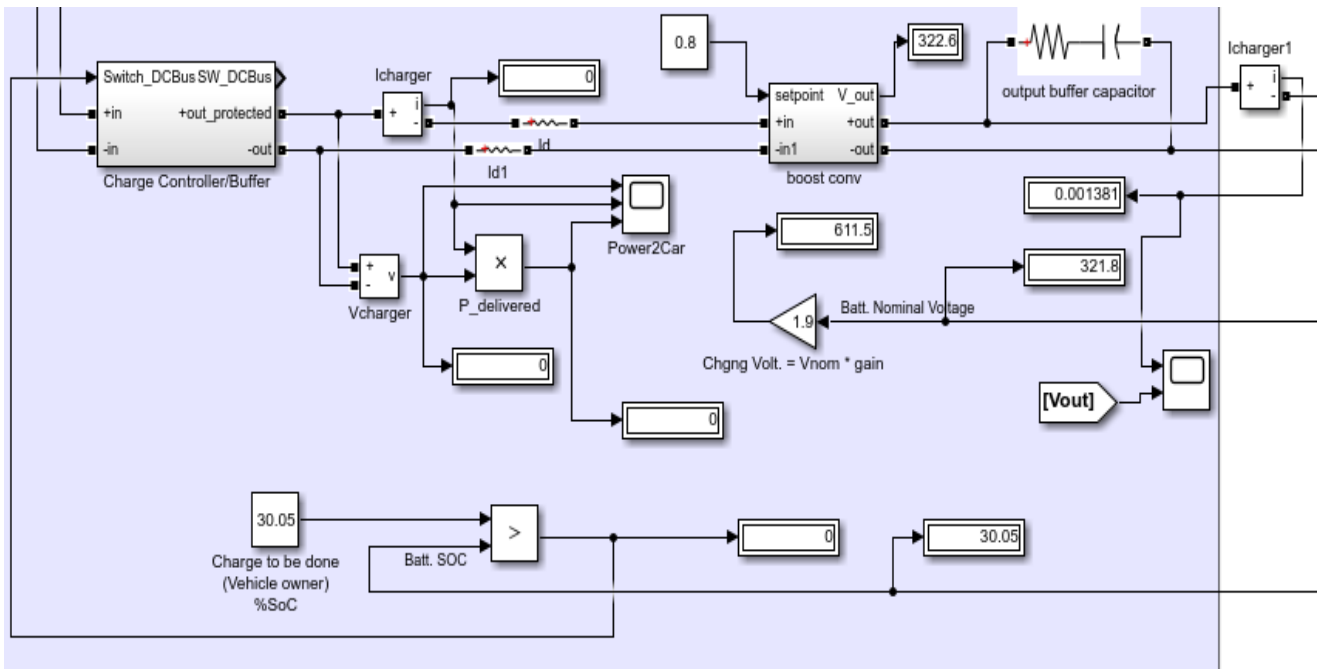 0.8
322.6
Icharger1
Switch_DCBus SW_DCBus
Icharger
0
i
+
-
+in
+out_protected
i
+
-
setpoint
V_out
+in
+out
output buffer capacitor
-in
-out
Id
-in1
-out
Charge Controller/Buffer
Id1
boost conv
0.001381
611.5
Power2Car
×
+
-
v
321.8
P_delivered
Vcharger
Batt. Nominal Voltage
1.9
Chgng Volt. = Vnom * gain
0
[Vout]
0
30.05
>
0
30.05
Charge to be done
(Vehicle owner)
%SoC
Batt. SOC